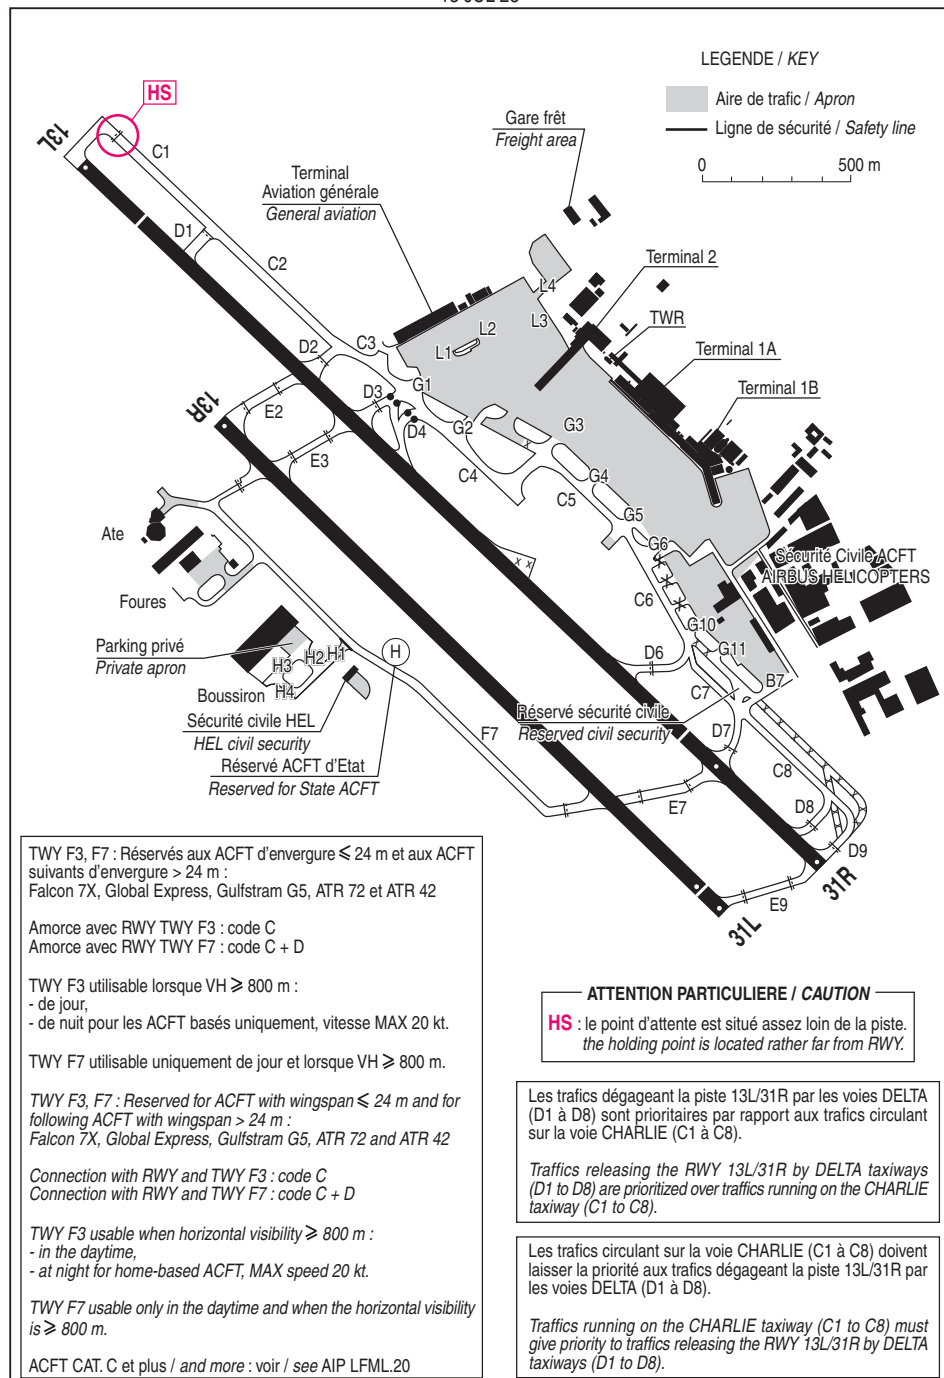 LEGENDE / KEY
Aire de trafic / Apron
Ligne de sécurité / Safety line
0
500 m
HS
13L
C1
Gare frêt
Freight area
Terminal
Aviation générale
General aviation
D1
C2
Terminal 2
L4
L3
L2
L1
TWR
Terminal 1A
Terminal 1B
C3
D2
G1
D3
D4
G2
G3
13R
E2
E3
C4
G4
C5
G5
G6
Ate
Foures
Sécurité Civile ACFT
AIRBUS HELICOPTERS
C6
G10
G11
Parking privé
Private apron
H1
H2
H3
H4
H
Boussiron
D6
C7
B7
Sécurité civile HEL
HEL civil security
Réservé sécurité civile
Reserved civil security
F7
D7
Réservé ACFT d'Etat
Reserved for State ACFT
C8
E7
D8
D9
31R
E9
31L
TWY F3, F7 : Réservés aux ACFT d'envergure ⩽ 24 m et aux ACFT
suivants d'envergure > 24 m :
Falcon 7X, Global Express, Gulfstram G5, ATR 72 et ATR 42
Amorce avec RWY TWY F3 : code C
Amorce avec RWY TWY F7 : code C + D
TWY F3 utilisable lorsque VH ⩾ 800 m :
- de jour,
- de nuit pour les ACFT basés uniquement, vitesse MAX 20 kt.
TWY F7 utilisable uniquement de jour et lorsque VH ⩾ 800 m.
TWY F3, F7 : Reserved for ACFT with wingspan ⩽ 24 m and for
following ACFT with wingspan > 24 m :
Falcon 7X, Global Express, Gulfstram G5, ATR 72 and ATR 42
Connection with RWY and TWY F3 : code C
Connection with RWY and TWY F7 : code C + D
TWY F3 usable when horizontal visibility ⩾ 800 m :
- in the daytime,
- at night for home-based ACFT, MAX speed 20 kt.
TWY F7 usable only in the daytime and when the horizontal visibility
is ⩾ 800 m.
ACFT CAT. C et plus / and more : voir / see AIP LFML.20
ATTENTION PARTICULIERE / CAUTION
HS : le point d'attente est situé assez loin de la piste.
the holding point is located rather far from RWY.
Les trafics dégageant la piste 13L/31R par les voies DELTA
(D1 à D8) sont prioritaires par rapport aux trafics circulant
sur la voie CHARLIE (C1 à C8).
Traffics releasing the RWY 13L/31R by DELTA taxiways
(D1 to D8) are prioritized over traffics running on the CHARLIE
taxiway (C1 to C8).
Les trafics circulant sur la voie CHARLIE (C1 à C8) doivent
laisser la priorité aux trafics dégageant la piste 13L/31R par
les voies DELTA (D1 à D8).
Traffics running on the CHARLIE taxiway (C1 to C8) must
give priority to traffics releasing the RWY 13L/31R by DELTA
taxiways (D1 to D8).